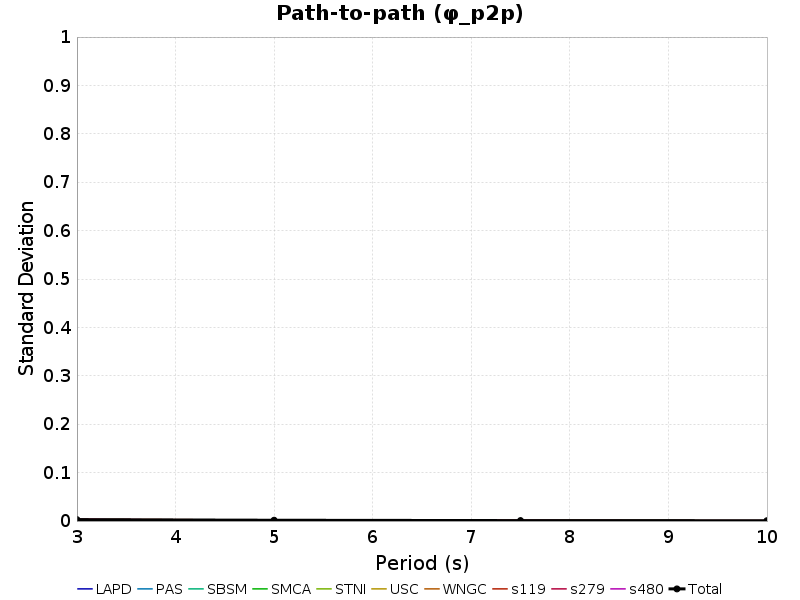 Path-to-path (φ_p2p)
1
0.9
0.8
0.7
0.6
0.5
0.4
0.3
0.2
0.1
0
Standard Deviation
3 4 5 6 7 8 9 10
Period (s)
LAPD PAS SBSM SMCA STNI USC WNGC s119 s279 s480 Total